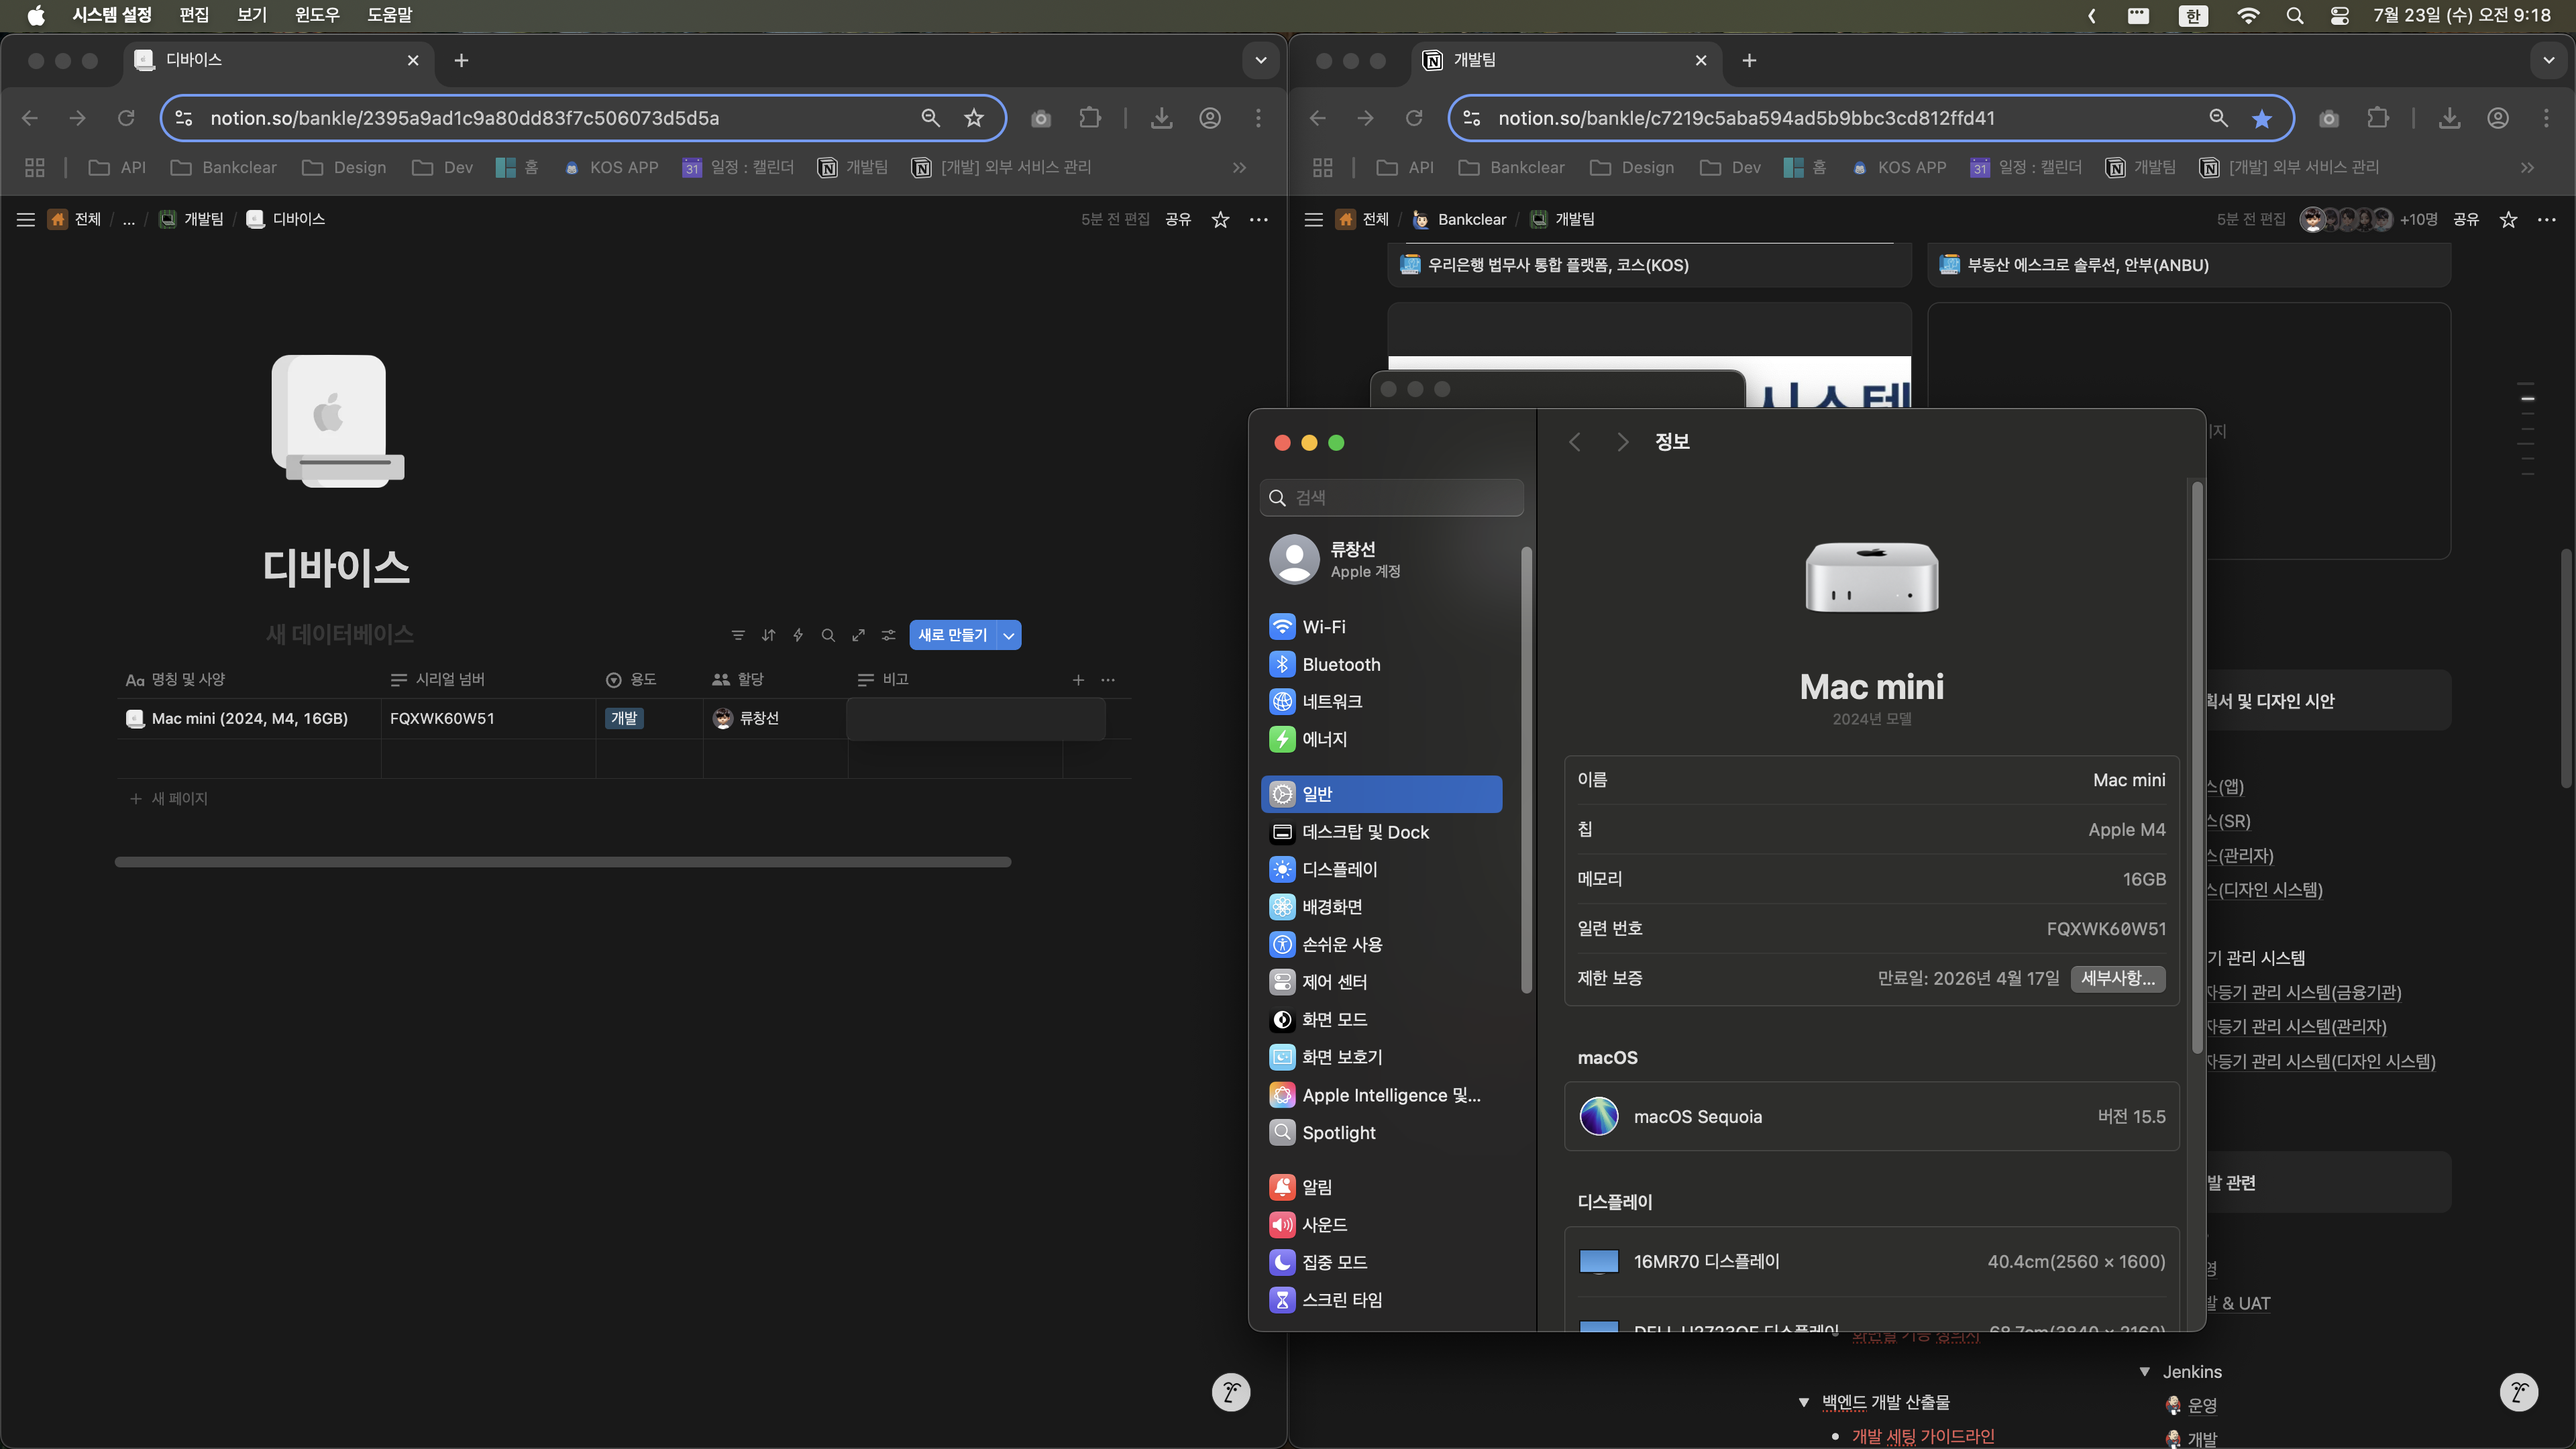 시스템 설정 편집 보기 윈도우 도움말
한 7월 23일 (수) 오전 9:18
디바이스
notion.so/bankle/2395a9ad1c9a80dd83f7c506073d5d5a
API Bankclear Design Dev 홈 KOS APP 31 일정 : 캘린더 개발팀 [개발] 외부 서비스 관리
전체 / ... / 개발팀 / 디바이스
5분 전 편집 공유
디바이스
새 데이터베이스
새로 만들기
Aa 명칭 및 사양 시리얼 넘버 용도 할당 비고
Mac mini (2024, M4, 16GB) FQXWK60W51 개발 류창선
+ 새 페이지
개발팀
notion.so/bankle/c7219c5aba594ad5b9bbc3cd812ffd41
API Bankclear Design Dev 홈 KOS APP 31 일정 : 캘린더 개발팀 [개발] 외부 서비스 관리
전체 / Bankclear / 개발팀
5분 전 편집 +10명 공유
우리은행 법무사 통합 플랫폼, 코스(KOS)
부동산 에스크로 솔루션, 안부(ANBU)
시스템
지
정보
검색
류창선
Apple 계정
Wi-Fi
Bluetooth
네트워크
에너지
일반
데스크탑 및 Dock
디스플레이
배경화면
손쉬운 사용
제어 센터
화면 모드
화면 보호기
Apple Intelligence 및...
Spotlight
알림
사운드
집중 모드
스크린 타임
Mac mini
2024년 모델
이름 Mac mini
칩 Apple M4
메모리 16GB
일련 번호 FQXWK60W51
제한 보증 만료일: 2026년 4월 17일 세부사항...
macOS
macOS Sequoia 버전 15.5
디스플레이
16MR70 디스플레이 40.4cm(2560 × 1600)
획서 및 디자인 시안
스(앱)
스(SR)
스(관리자)
스(디자인 시스템)
기 관리 시스템
자등기 관리 시스템(금융기관)
자등기 관리 시스템(관리자)
자등기 관리 시스템(디자인 시스템)
발 관련
영
발 & UAT
Jenkins
운영
개발
백엔드 개발 산출물
개발 세팅 가이드라인